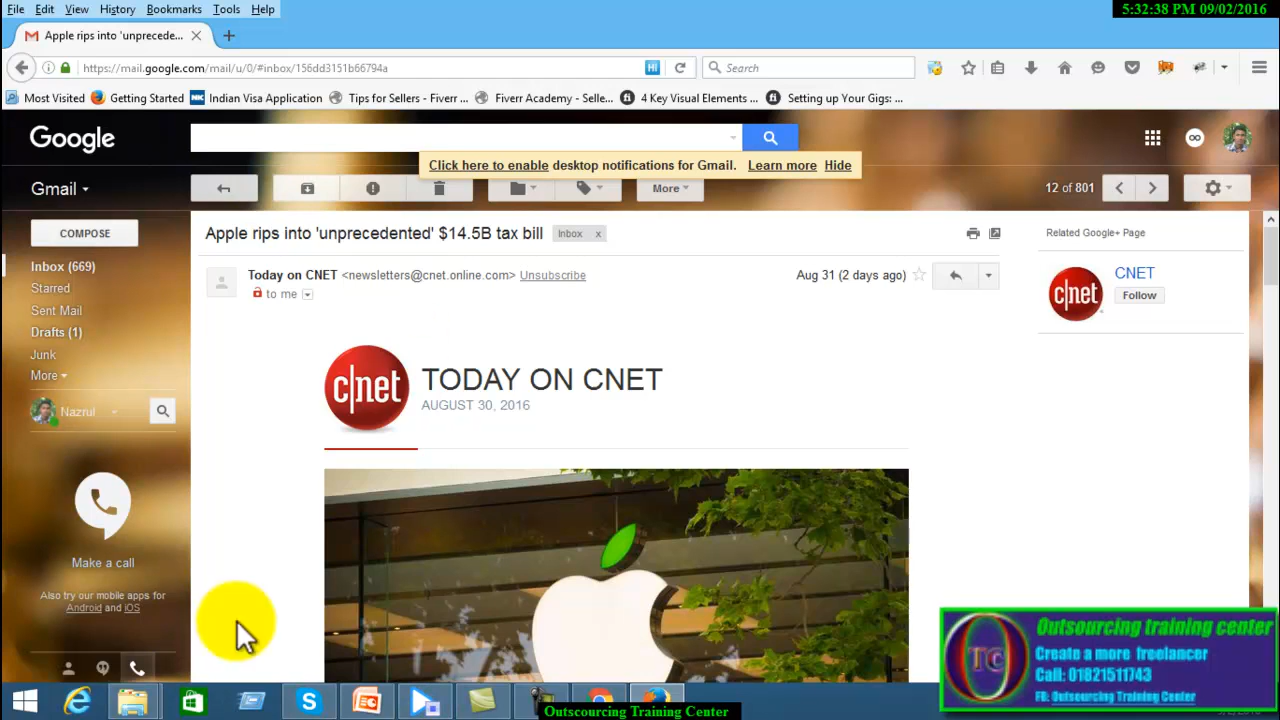 File Edit View History Bookmarks Tools Help
5:32:38 PM 09/02/2016
Apple rips into 'unprecede...
https://mail.google.com/mail/u/0/#inbox/156dd3151b66794a
Search
Most Visited Getting Started Indian Visa Application Tips for Sellers - Fiverr ... Fiverr Academy - Selle... 4 Key Visual Elements ... Setting up Your Gigs: ...
Google
Click here to enable desktop notifications for Gmail. Learn more Hide
Gmail
More
12 of 801
COMPOSE
Inbox (669)
Starred
Sent Mail
Drafts (1)
Junk
More
Nazrul
Make a call
Also try our mobile apps for
Android and iOS
Apple rips into 'unprecedented' $14.5B tax bill Inbox x
Today on CNET <newsletters@cnet.online.com> Unsubscribe
Aug 31 (2 days ago)
to me
c|net
TODAY ON CNET
AUGUST 30, 2016
Related Google+ Page
c|net
CNET
Follow
OTC
Outsourcing training center
Create a more freelancer
Call: 01821511743
FB: Outsourcing Training Center
Outsourcing Training Center